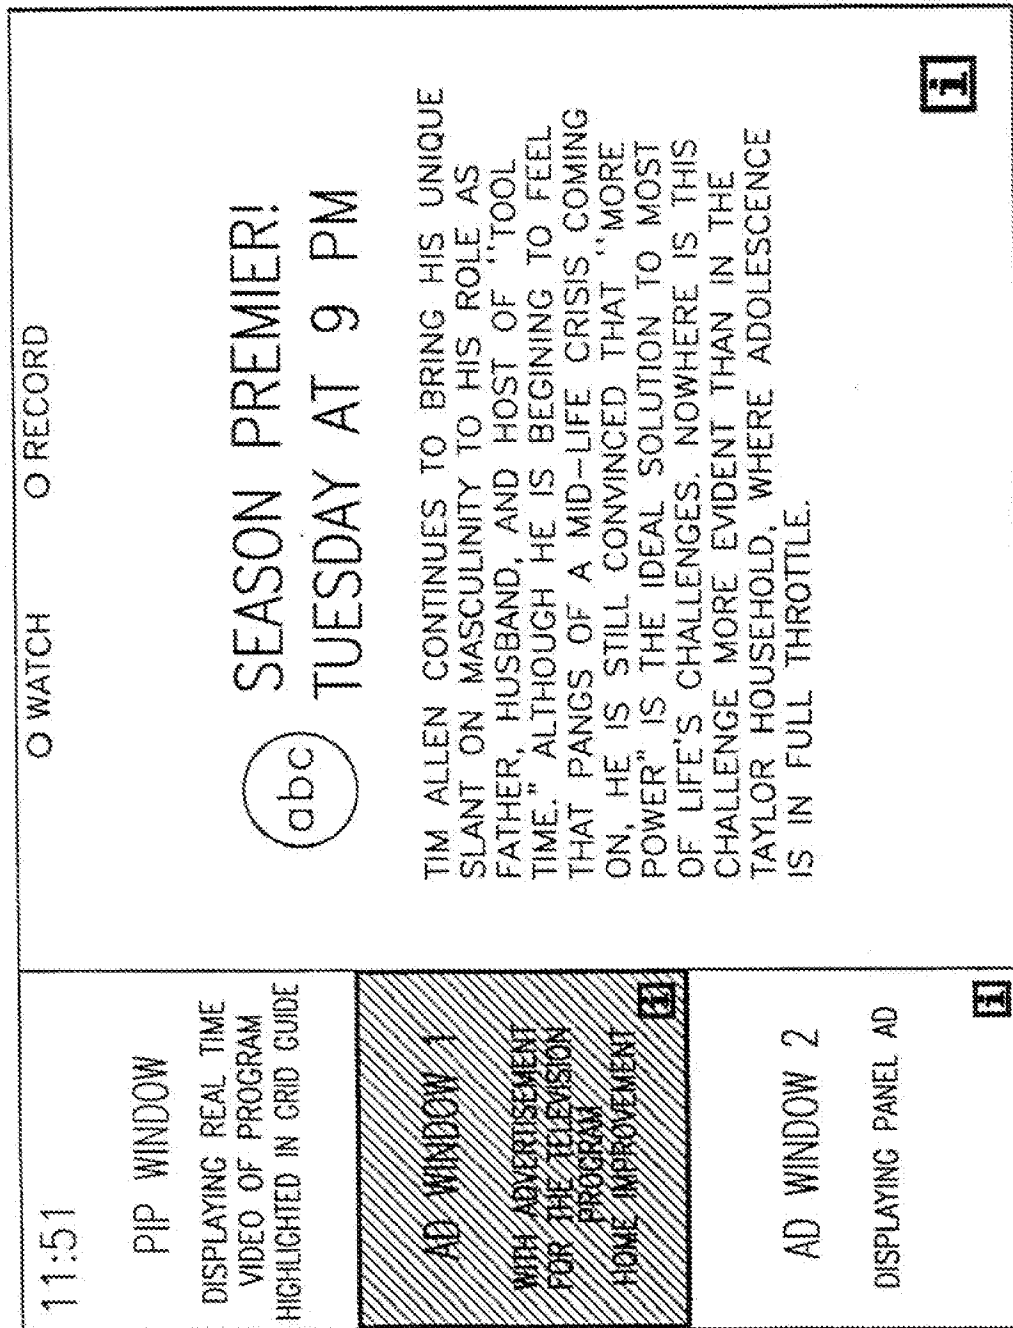 11:51
PIP WINDOW
DISPLAYING REAL TIME
VIDEO OF PROGRAM
HIGHLIGHTED IN GRID GUIDE
AD WINDOW 1
WITH ADVERTISEMENT
FOR THE TELEVISION
PROGRAM
HOME IMPROVEMENT
i
AD WINDOW 2
DISPLAYING PANEL AD
i
O WATCH O RECORD
abc
SEASON PREMIER!
TUESDAY AT 9 PM
TIM ALLEN CONTINUES TO BRING HIS UNIQUE
SLANT ON MASCULINITY TO HIS ROLE AS
FATHER, HUSBAND, AND HOST OF "TOOL
TIME." ALTHOUGH HE IS BEGINING TO FEEL
THAT PANGS OF A MID-LIFE CRISIS COMING
ON, HE IS STILL CONVINCED THAT "MORE
POWER" IS THE IDEAL SOLUTION TO MOST
OF LIFE'S CHALLENGES. NOWHERE IS THIS
CHALLENGE MORE EVIDENT THAN IN THE
TAYLOR HOUSEHOLD, WHERE ADOLESCENCE
IS IN FULL THROTTLE.
i